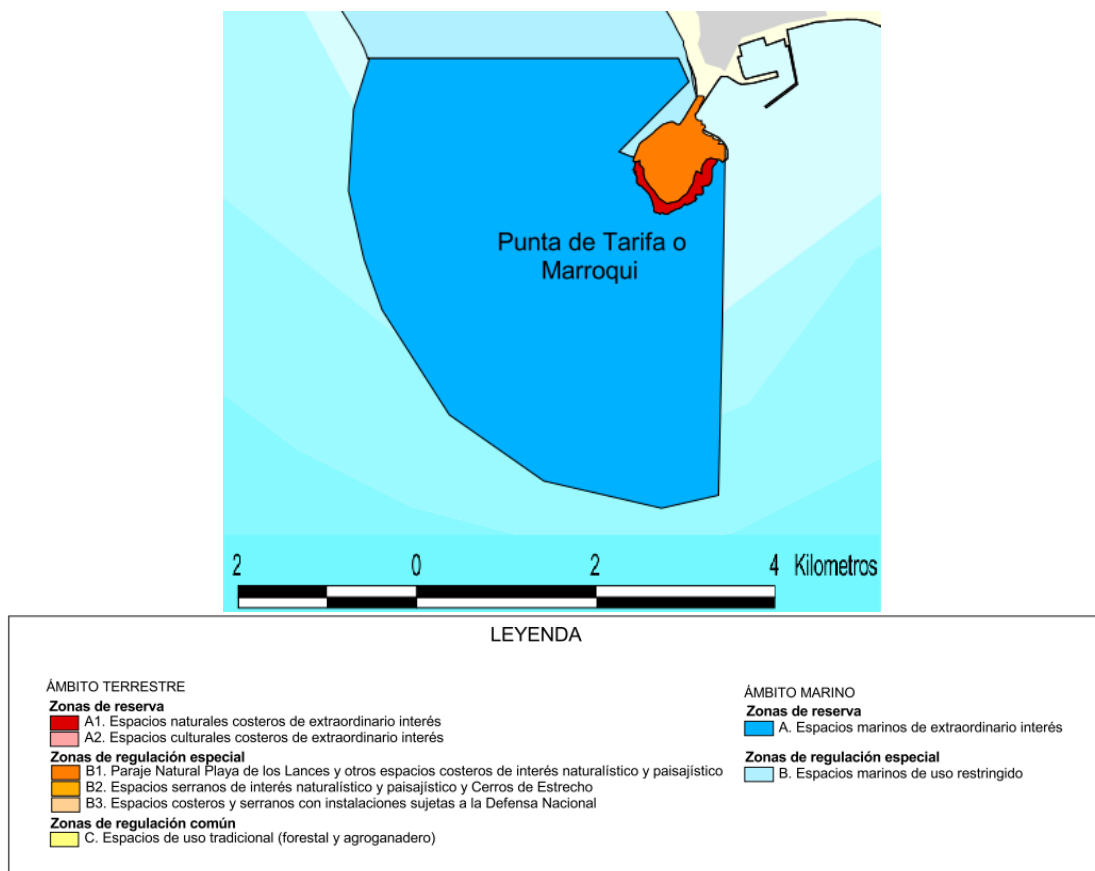 Punta de Tarifa o
Marroqui
2 0 2 4 Kilometros
LEYENDA
ÁMBITO TERRESTRE
Zonas de reserva
A1. Espacios naturales costeros de extraordinario interés
A2. Espacios culturales costeros de extraordinario interés
Zonas de regulación especial
B1. Paraje Natural Playa de los Lances y otros espacios costeros de interés naturalístico y paisajístico
B2. Espacios serranos de interés naturalístico y paisajístico y Cerros de Estrecho
B3. Espacios costeros y serranos con instalaciones sujetas a la Defensa Nacional
Zonas de regulación común
C. Espacios de uso tradicional (forestal y agroganadero)
ÁMBITO MARINO
Zonas de reserva
A. Espacios marinos de extraordinario interés
Zonas de regulación especial
B. Espacios marinos de uso restringido